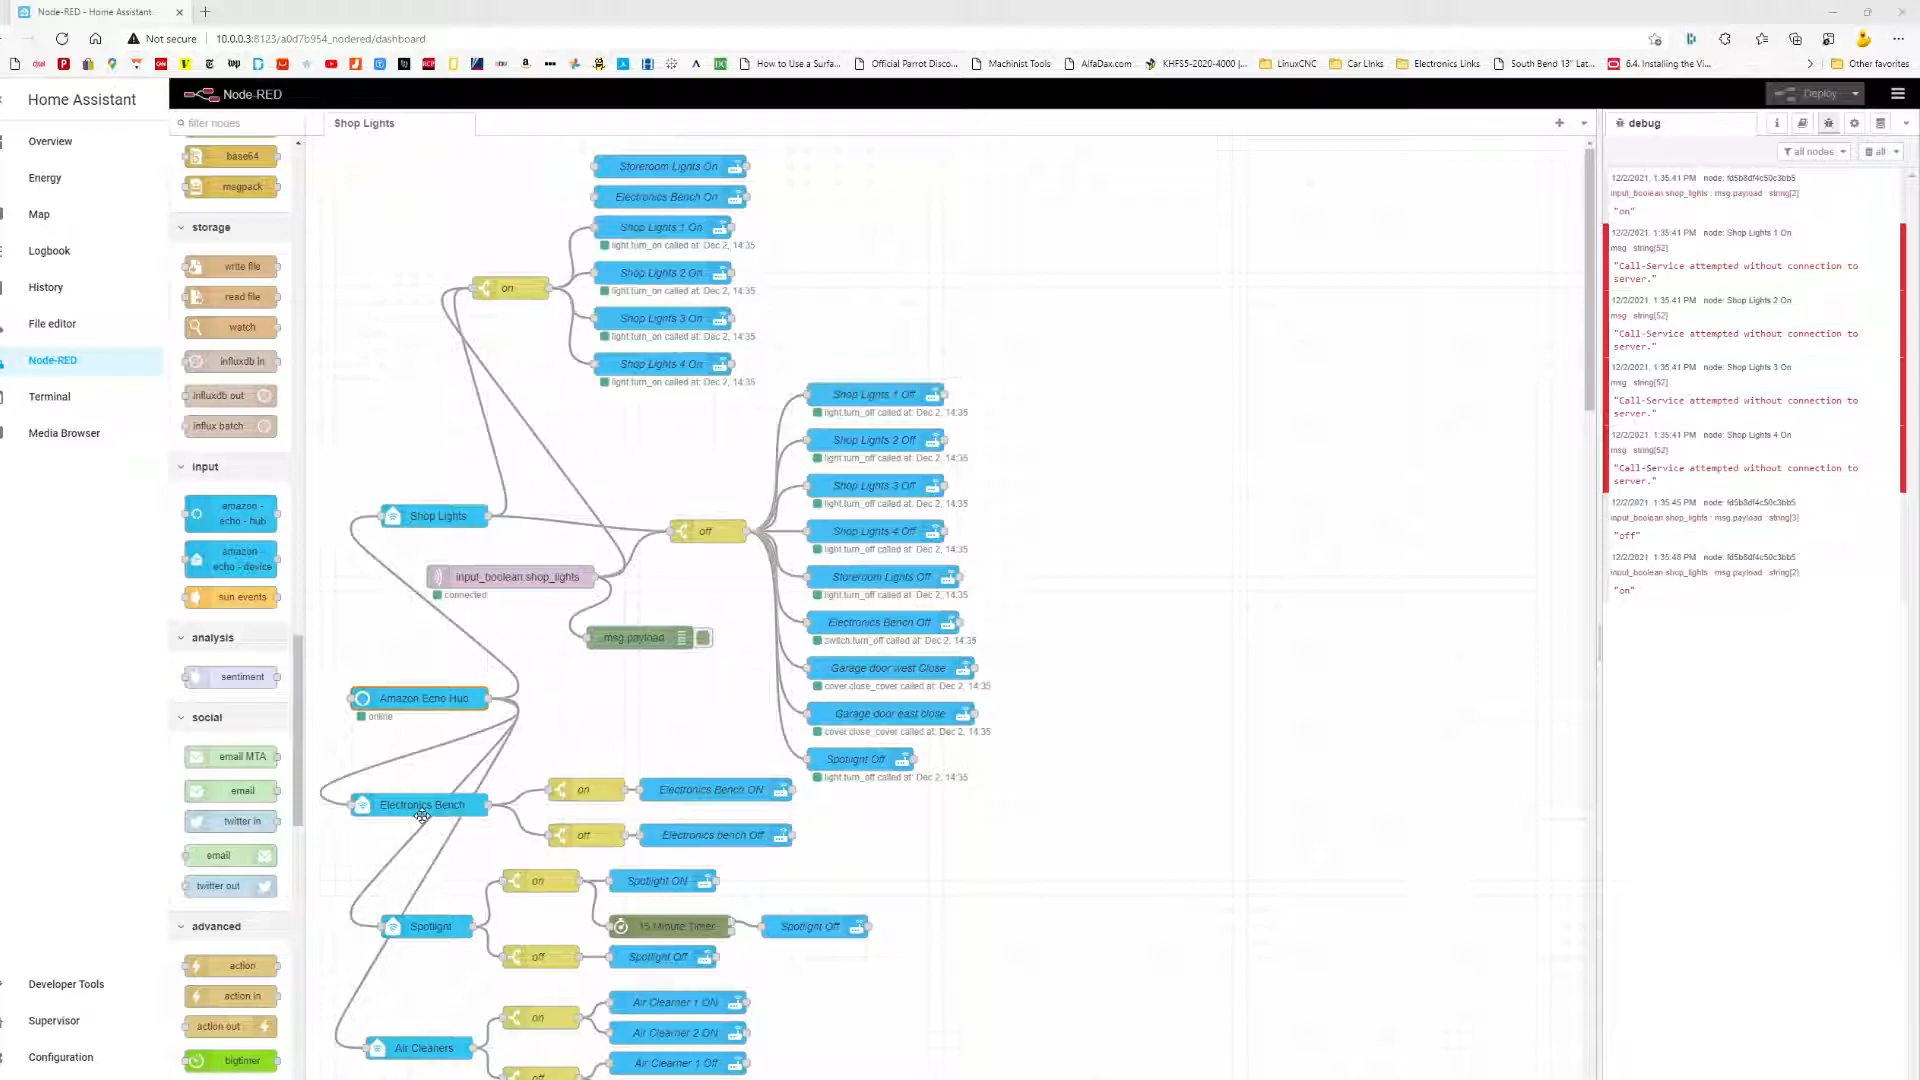 Node-RED - Home Assistant
Not secure
10.0.0.3:8123/a0d7b954_nodered/dashboard
How to Use a Surfa...
Official Parrot Disco...
Machinist Tools
AlfaDax.com
KHFS5-2020-4000 |...
LinuxCNC
Car Links
Electronics Links
South Bend 13" Lat...
6.4. Installing the Vi...
Other favorites
Home Assistant
Node-RED
Deploy
Overview
Energy
Map
Logbook
History
File editor
Node-RED
Terminal
Media Browser
Developer Tools
Supervisor
Configuration
filter nodes
base64
msgpack
storage
write file
read file
watch
influxdb in
influxdb out
influx batch
input
amazon -
echo - hub
amazon -
echo - device
sun events
analysis
sentiment
social
email MTA
email
twitter in
email
twitter out
advanced
action
action in
action out
bigtimer
Shop Lights
Storeroom Lights On
Electronics Bench On
Shop Lights 1 On
light.turn_on called at: Dec 2, 14:35
Shop Lights 2 On
light.turn_on called at: Dec 2, 14:35
on
Shop Lights 3 On
light.turn_on called at: Dec 2, 14:35
Shop Lights 4 On
light.turn_on called at: Dec 2, 14:35
Shop Lights 1 Off
light.turn_off called at: Dec 2, 14:35
Shop Lights 2 Off
light.turn_off called at: Dec 2, 14:35
Shop Lights 3 Off
light.turn_off called at: Dec 2, 14:35
Shop Lights
off
Shop Lights 4 Off
light.turn_off called at: Dec 2, 14:35
input_boolean.shop_lights
connected
Storeroom Lights Off
light.turn_off called at: Dec 2, 14:35
Electronics Bench Off
switch.turn_off called at: Dec 2, 14:35
msg.payload
Garage door west Close
cover.close_cover called at: Dec 2, 14:35
Amazon Echo Hub
online
Garage door east close
cover.close_cover called at: Dec 2, 14:35
Spotlight Off
light.turn_off called at: Dec 2, 14:35
Electronics Bench
on
Electronics Bench ON
off
Electronics bench Off
on
Spotlight ON
Spotlight
15 Minute Timer
Spotlight Off
off
Spotlight Off
Air Cleaners
on
Air Cleaner 1 ON
Air Cleaner 2 ON
Air Clearner 1 Off
off
debug
all nodes
all
12/2/2021, 1:35:41 PM node: fd5b8df4c50c3bb5
input_boolean.shop_lights : msg.payload : string[2]
"on"
12/2/2021, 1:35:41 PM node: Shop Lights 1 On
msg : string[52]
"Call-Service attempted without connection to
server."
12/2/2021, 1:35:41 PM node: Shop Lights 2 On
msg : string[52]
"Call-Service attempted without connection to
server."
12/2/2021, 1:35:41 PM node: Shop Lights 3 On
msg : string[52]
"Call-Service attempted without connection to
server."
12/2/2021, 1:35:41 PM node: Shop Lights 4 On
msg : string[52]
"Call-Service attempted without connection to
server."
12/2/2021, 1:35:45 PM node: fd5b8df4c50c3bb5
input_boolean.shop_lights : msg.payload : string[3]
"off"
12/2/2021, 1:35:48 PM node: fd5b8df4c50c3bb5
input_boolean.shop_lights : msg.payload : string[2]
"on"